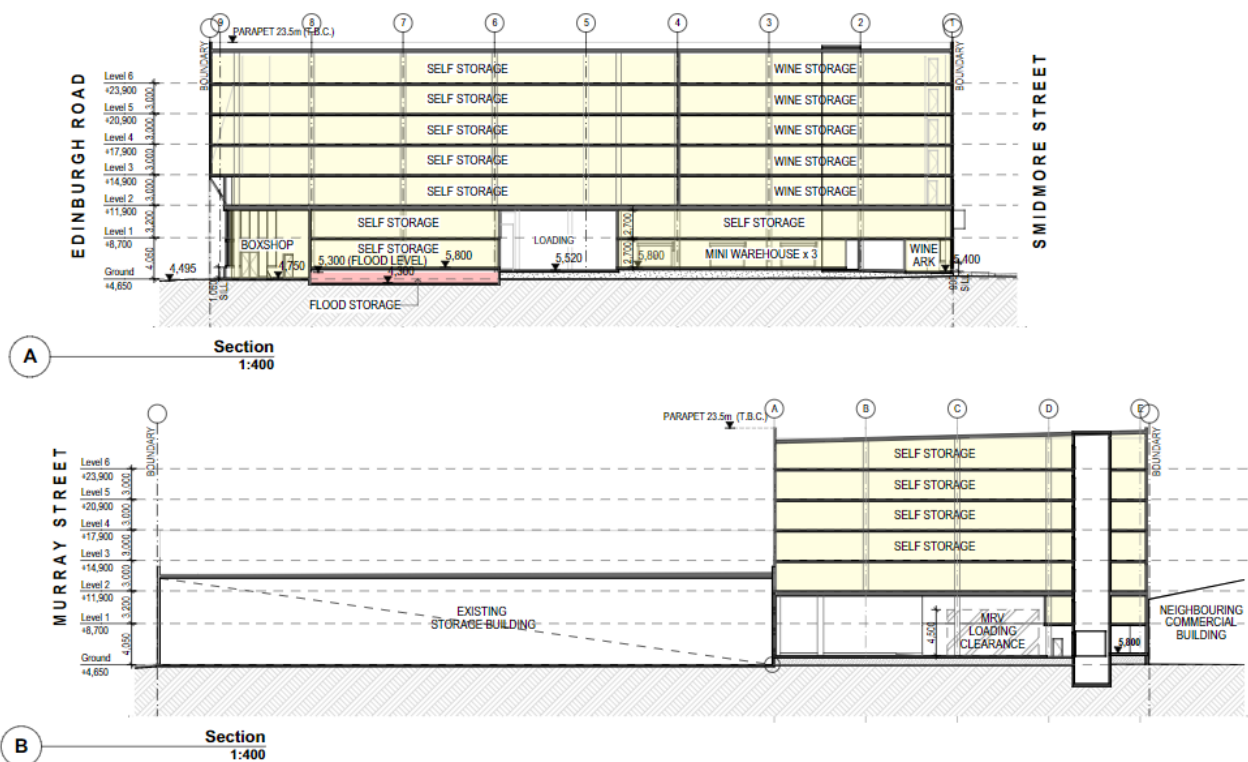 9 8 7 6 5 4 3 2 1
PARAPET 23.5m (T.B.C.)
BOUNDARY
BOUNDARY
EDINBURGH ROAD
SMIDMORE STREET
Level 6
+23,900
3,000
Level 5
+20,900
3,000
Level 4
+17,900
3,000
Level 3
+14,900
3,000
Level 2
+11,900
3,200
Level 1
+8,700
4,050
Ground
+4,650
SELF STORAGE
WINE STORAGE
SELF STORAGE
WINE STORAGE
SELF STORAGE
WINE STORAGE
SELF STORAGE
WINE STORAGE
SELF STORAGE
WINE STORAGE
SELF STORAGE
2,700
SELF STORAGE
BOXSHOP
SELF STORAGE
LOADING
2,700
5,800
MINI WAREHOUSE x 3
WINE
ARK
5,300 (FLOOD LEVEL)
5,800
5,520
5,400
4,495
4,750
4,300
SILL
SILL
FLOOD STORAGE
A
Section
1:400
PARAPET 23.5m (T.B.C.)
A B C D E
BOUNDARY
BOUNDARY
MURRAY STREET
Level 6
+23,900
3,000
Level 5
+20,900
3,000
Level 4
+17,900
3,000
Level 3
+14,900
3,000
Level 2
+11,900
3,200
Level 1
+8,700
4,050
Ground
+4,650
SELF STORAGE
SELF STORAGE
SELF STORAGE
SELF STORAGE
EXISTING
STORAGE BUILDING
4,500
MRV
LOADING
CLEARANCE
5,800
NEIGHBOURING
COMMERCIAL
BUILDING
B
Section
1:400